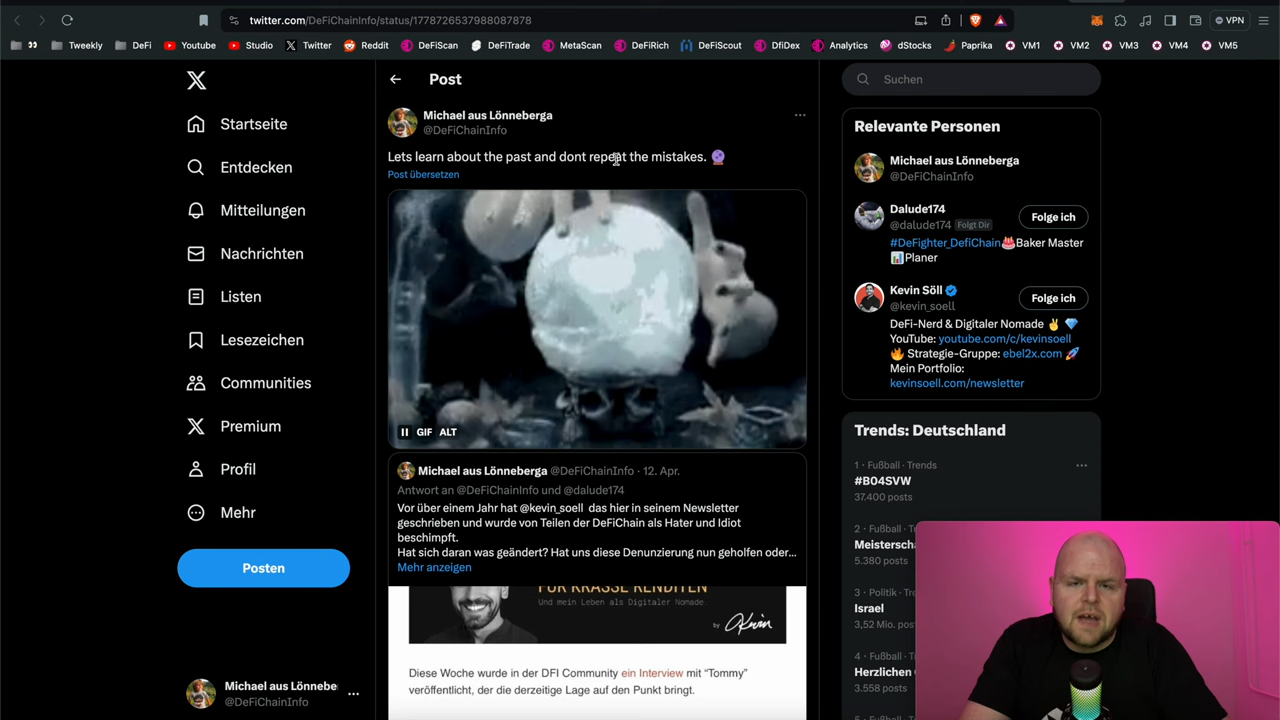 twitter.com/DeFiChainInfo/status/1778726537988087878
VPN
Tweekly
DeFi
Youtube
Studio
Twitter
Reddit
DeFiScan
DeFiTrade
MetaScan
DeFiRich
DeFScout
DfiDex
Analytics
dStocks
Paprika
VM1
VM2
VM3
VM4
VM5
Startseite
Entdecken
Mitteilungen
Nachrichten
Listen
Lesezeichen
Communities
Premium
Profil
Mehr
Posten
Michael aus Lönnebe
@DeFiChainInfo
Post
Michael aus Lönneberga
@DeFiChainInfo
Lets learn about the past and dont repeat the mistakes. 🔮
Post übersetzen
GIF ALT
Michael aus Lönneberga @DeFiChainInfo · 12. Apr.
Antwort an @DeFiChainInfo und @dalude174
Vor über einem Jahr hat @kevin_soell das hier in seinem Newsletter
geschrieben und wurde von Teilen der DeFiChain als Hater und Idiot
beschimpft.
Hat sich daran was geändert? Hat uns diese Denunzierung nun geholfen oder...
Mehr anzeigen
FÜR KRASSE RENDITEN
Und mein Leben als Digitaler Nomade.
by Kevin
Diese Woche wurde in der DFI Community ein Interview mit “Tommy”
veröffentlicht, der die derzeitige Lage auf den Punkt bringt.
Suchen
Relevante Personen
Michael aus Lönneberga
@DeFiChainInfo
Dalude174
@dalude174 Folgt Dir
Folge ich
#DeFighter_DefiChain🎂Baker Master
📊Planer
Kevin Söll
@kevin_soell
Folge ich
DeFi-Nerd & Digitaler Nomade ✌️ 💎
YouTube: youtube.com/c/kevinsoell
🔥 Strategie-Gruppe: ebel2x.com 🚀
Mein Portfolio:
kevinsoell.com/newsletter
Trends: Deutschland
1 · Fußball · Trends
#B04SVW
37.400 posts
2 · Fußball · Tren
Meisterscha
5.380 posts
3 · Politik · Trend
Israel
3,52 Mio. pos
4 · Fußball · Tren
Herzlichen
3.558 posts